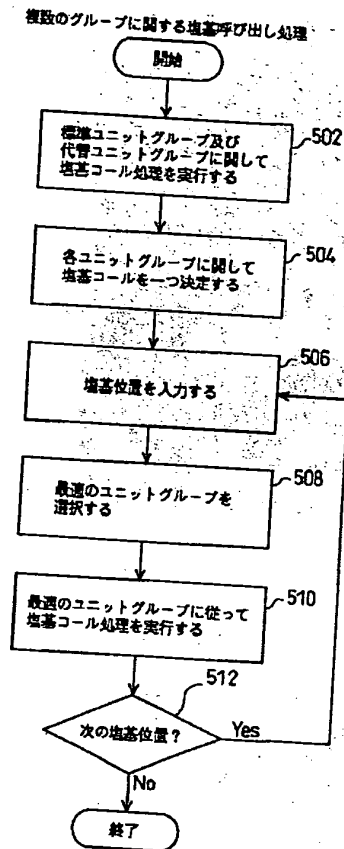 複数のグループに関する塩基呼び出し処理
開始
標準ユニットグループ及び
代替ユニットグループに関して
塩基コール処理を実行する
502
各ユニットグループに関して
塩基コールを一つ決定する
504
塩基位置を入力する
506
最適のユニットグループを
選択する
508
最適のユニットグループに従って
塩基コール処理を実行する
510
512
次の塩基位置?
Yes
No
終了